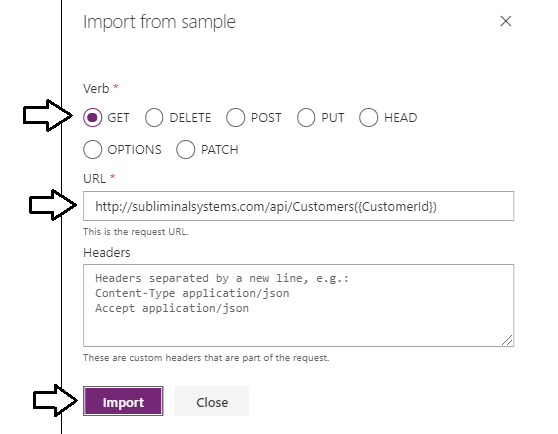 Import from sample
Verb *
GET DELETE POST PUT HEAD
OPTIONS PATCH
URL *
http://subliminalsystems.com/api/Customers({CustomerId})
This is the request URL.
Headers
Headers separated by a new line, e.g.:
Content-Type application/json
Accept application/json
These are custom headers that are part of the request.
Import Close